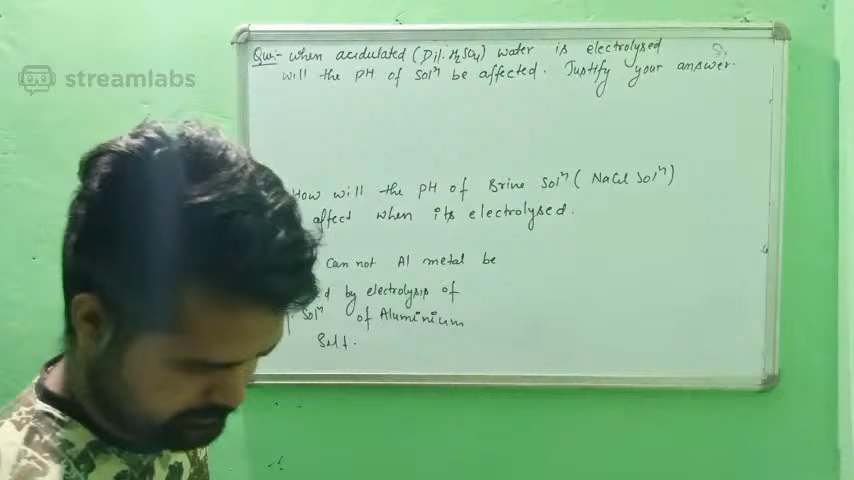 streamlabs
Que:- when acidulated (Dil. H₂SO₄) water is electrolysed
will the PH of solⁿ be affected. Justify your answer.
How will the pH of Brine Solⁿ ( NaCl Solⁿ)
affect when its electrolysed.
Can not Al metal be
by electrolysis of
Solⁿ of Aluminium
Salt.